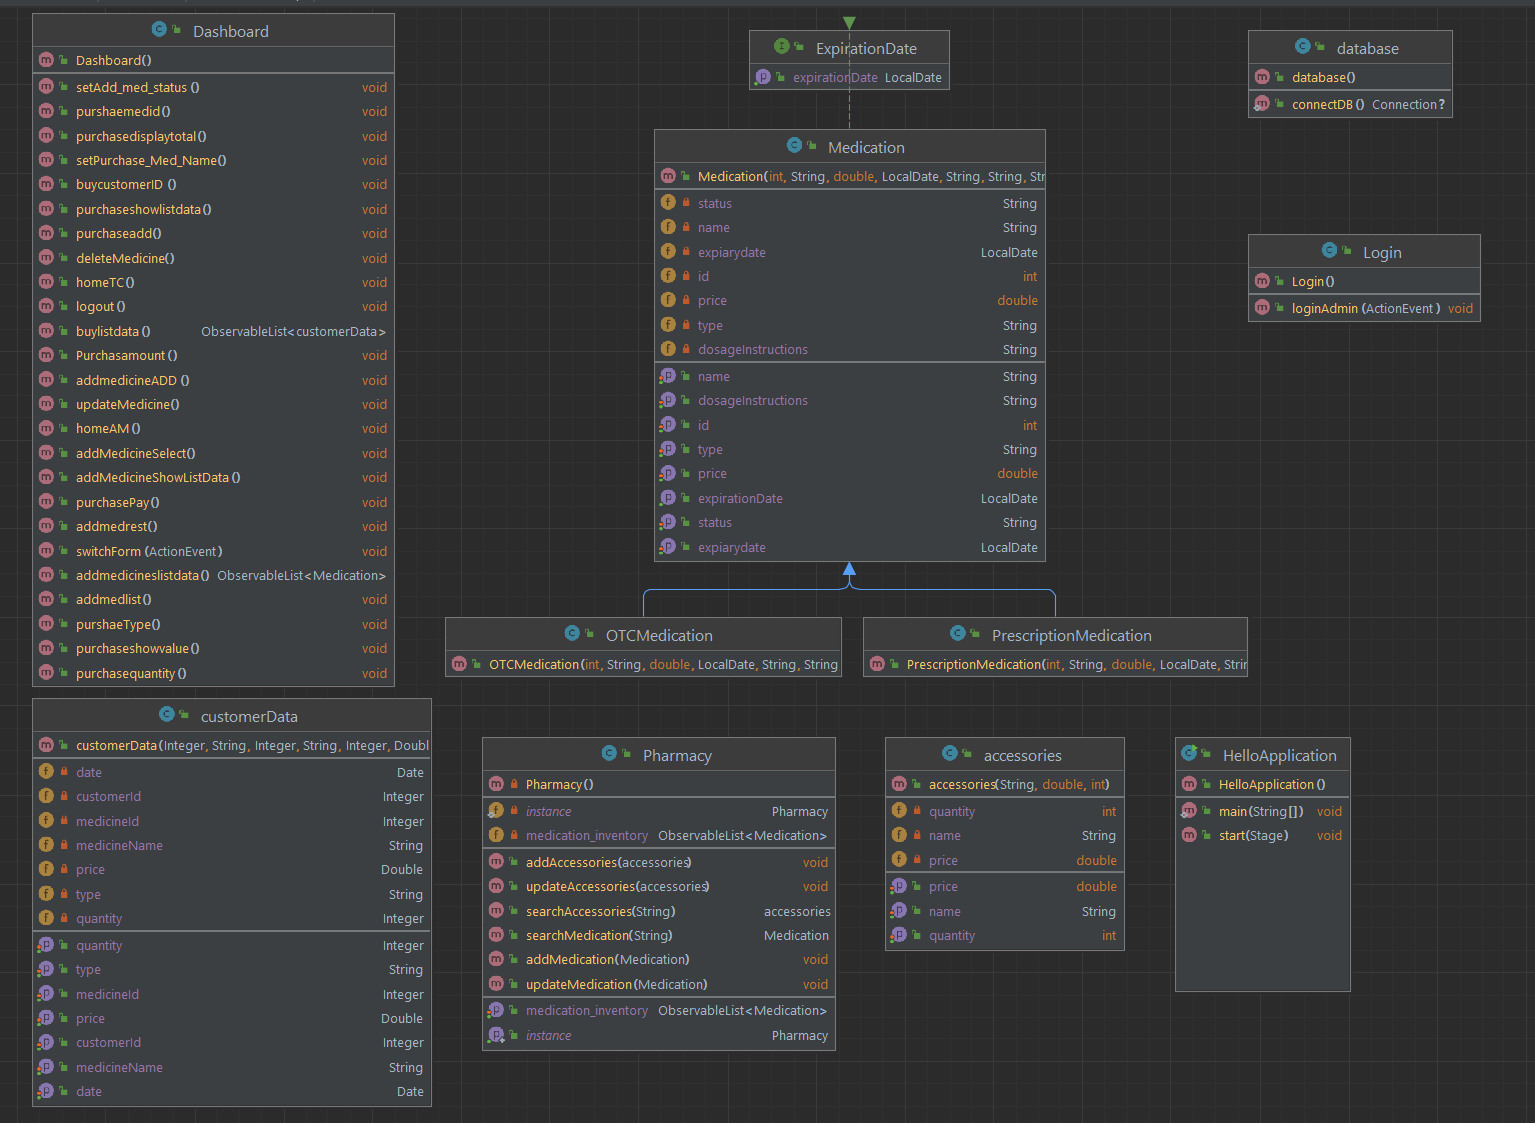 Dashboard
Dashboard()
setAdd_med_status () void
purshaemedid() void
purchasedisplaytotal() void
setPurchase_Med_Name() void
buycustomerID () void
purchaseshowlistdata() void
purchaseadd() void
deleteMedicine() void
homeTC() void
logout() void
buylistdata () ObservableList<customerData>
Purchasamount() void
addmedicineADD () void
updateMedicine() void
homeAM () void
addMedicineSelect() void
addMedicineShowListData () void
purchasePay() void
addmedrest() void
switchForm (ActionEvent) void
addmedicineslistdata() ObservableList<Medication>
addmedlist() void
purshaeType() void
purchaseshowvalue() void
purchasequantity() void
customerData
customerData(Integer, String, Integer, String, Integer, Doubl
date Date
customerId Integer
medicineId Integer
medicineName String
price Double
type String
quantity Integer
quantity Integer
type String
medicineId Integer
price Double
customerId Integer
medicineName String
date Date
ExpirationDate
expirationDate LocalDate
Medication
Medication(int, String, double, LocalDate, String, String, Str
status String
name String
expiarydate LocalDate
id int
price double
type String
dosageInstructions String
name String
dosageInstructions String
id int
type String
price double
expirationDate LocalDate
status String
expiarydate LocalDate
OTCMedication
OTCMedication(int, String, double, LocalDate, String, String
PrescriptionMedication
PrescriptionMedication(int, String, double, LocalDate, Strin
Pharmacy
Pharmacy()
instance Pharmacy
medication_inventory ObservableList<Medication>
addAccessories(accessories) void
updateAccessories(accessories) void
searchAccessories(String) accessories
searchMedication(String) Medication
addMedication(Medication) void
updateMedication(Medication) void
medication_inventory ObservableList<Medication>
instance Pharmacy
accessories
accessories(String, double, int)
quantity int
name String
price double
price double
name String
quantity int
database
database()
connectDB () Connection?
Login
Login()
loginAdmin (ActionEvent) void
HelloApplication
HelloApplication ()
main(String[]) void
start(Stage) void